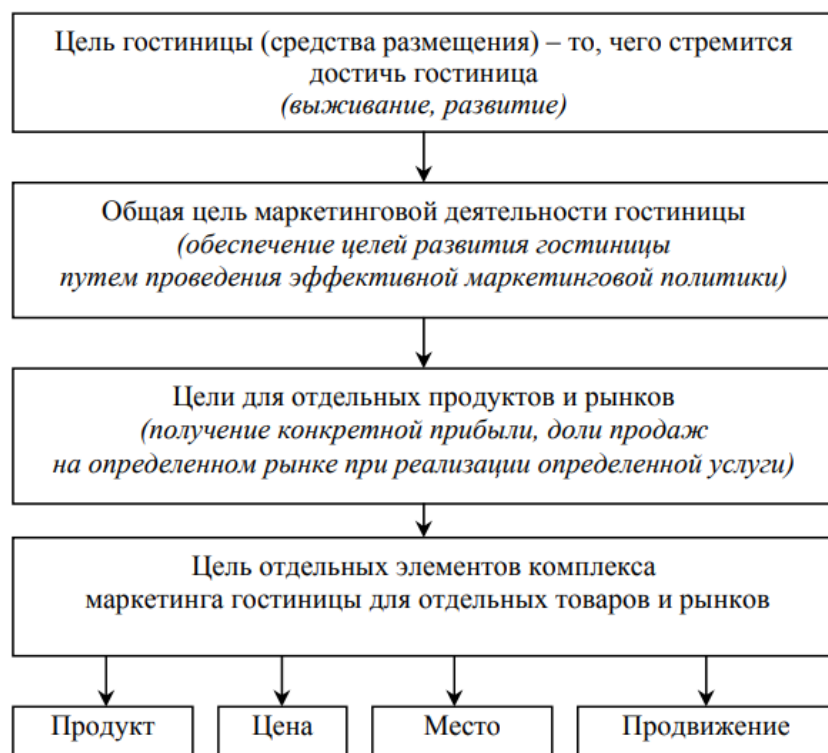 Цель гостиницы (средства размещения) – то, чего стремится
достичь гостиница
(выживание, развитие)
Общая цель маркетинговой деятельности гостиницы
(обеспечение целей развития гостиницы
путем проведения эффективной маркетинговой политики)
Цели для отдельных продуктов и рынков
(получение конкретной прибыли, доли продаж
на определенном рынке при реализации определенной услуги)
Цель отдельных элементов комплекса
маркетинга гостиницы для отдельных товаров и рынков
Продукт
Цена
Место
Продвижение